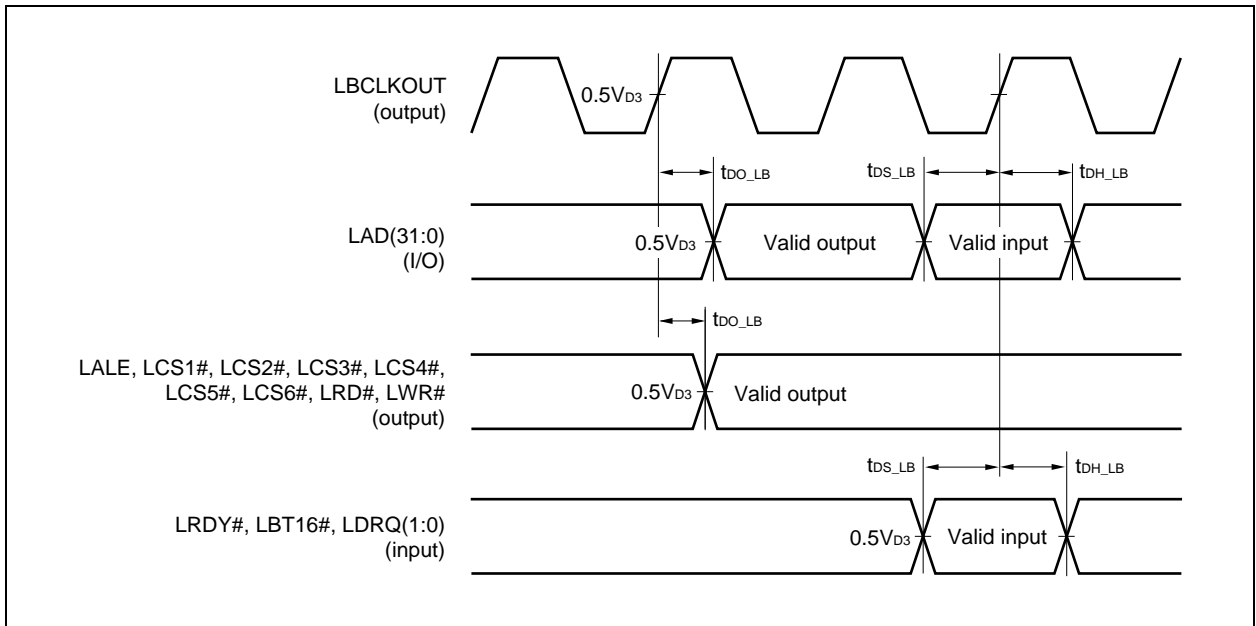 LBCLKOUT
(output)
0.5VD3
tDO_LB
tDS_LB
tDH_LB
LAD(31:0)
(I/O)
0.5VD3
Valid output
Valid input
tDO_LB
LALE, LCS1#, LCS2#, LCS3#, LCS4#,
LCS5#, LCS6#, LRD#, LWR#
(output)
0.5VD3
Valid output
tDS_LB
tDH_LB
LRDY#, LBT16#, LDRQ(1:0)
(input)
0.5VD3
Valid input